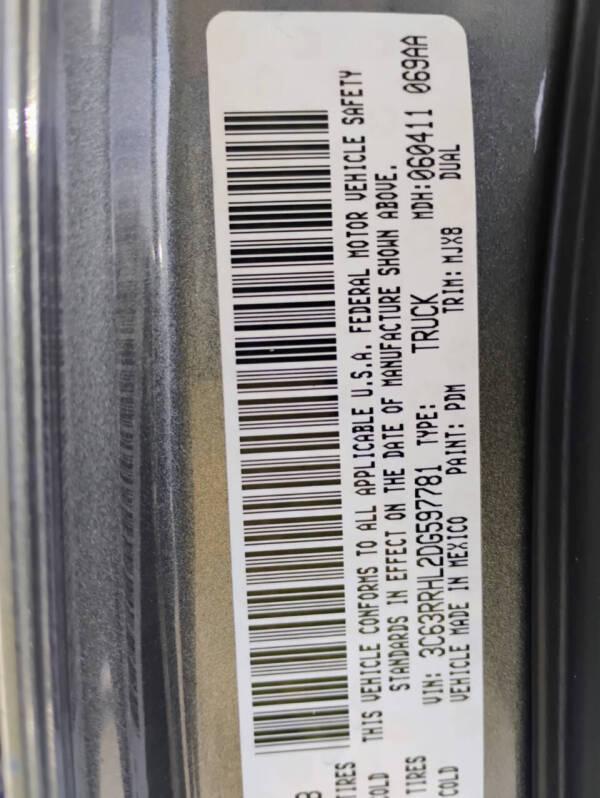 THIS VEHICLE CONFORMS TO ALL APPLICABLE U.S.A. FEDERAL MOTOR VEHICLE SAFETY
STANDARDS IN EFFECT ON THE DATE OF MANUFACTURE SHOWN ABOVE.
VIN: 3C63RRHL2DG597781 TYPE: TRUCK MDH: 060411 069AA
VEHICLE MADE IN MEXICO PAINT: PDM TRIM: MJX8 DUAL
TIRES
COLD
TIRES
COLD